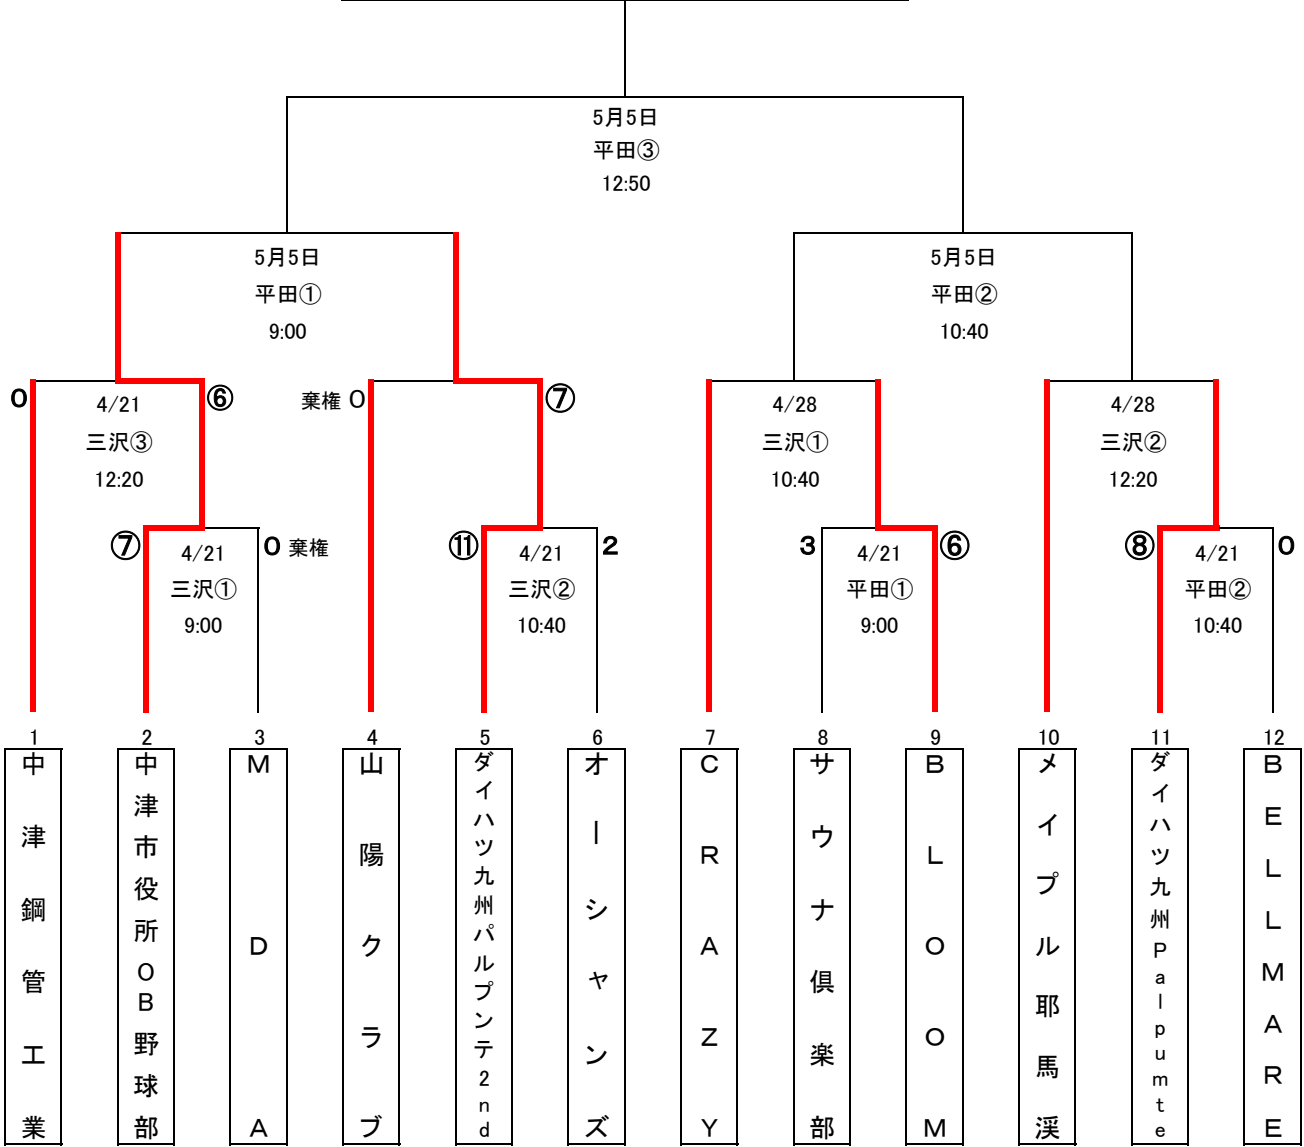 5月5日
平田③
12:50
5月5日
平田①
9:00
5月5日
平田②
10:40
0
4/21
三沢③
12:20
⑥
棄権 0
⑦
4/28
三沢①
10:40
4/28
三沢②
12:20
⑦
4/21
三沢①
9:00
0 棄権
⑪
4/21
三沢②
10:40
2
3
4/21
平田①
9:00
⑥
⑧
4/21
平田②
10:40
0
1
中津鋼管工業
2
中津市役所OB野球部
3
MDA
4
山陽クラブ
5
ダイハツ九州パルプンテ2nd
6
オーシャンズ
7
CRAZY
8
サウナ倶楽部
9
BLOOM
10
メイプル耶馬渓
11
ダイハツ九州Palpumte
12
BELLMARE